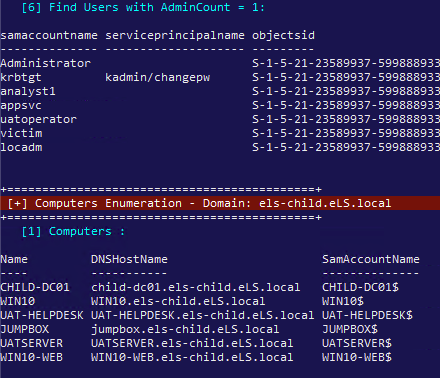 [6] Find Users with AdminCount = 1:
samaccountname serviceprincipalname objectsid
-------------- -------------------- ---------
Administrator S-1-5-21-23589937-599888933
krbtgt kadmin/changepw S-1-5-21-23589937-599888933
analyst1 S-1-5-21-23589937-599888933
appsvc S-1-5-21-23589937-599888933
uatoperator S-1-5-21-23589937-599888933
victim S-1-5-21-23589937-599888933
locadm S-1-5-21-23589937-599888933
+===========================================+
[+] Computers Enumeration - Domain: els-child.eLS.local
+===========================================+
[1] Computers :
Name DNSHostName SamAccountName
---- ----------- --------------
CHILD-DC01 child-dc01.els-child.eLS.local CHILD-DC01$
WIN10 WIN10.els-child.eLS.local WIN10$
UAT-HELPDESK UAT-HELPDESK.els-child.eLS.local UAT-HELPDESK$
JUMPBOX jumpbox.els-child.eLS.local JUMPBOX$
UATSERVER UATSERVER.els-child.eLS.local UATSERVER$
WIN10-WEB WIN10-WEB.els-child.eLS.local WIN10-WEB$